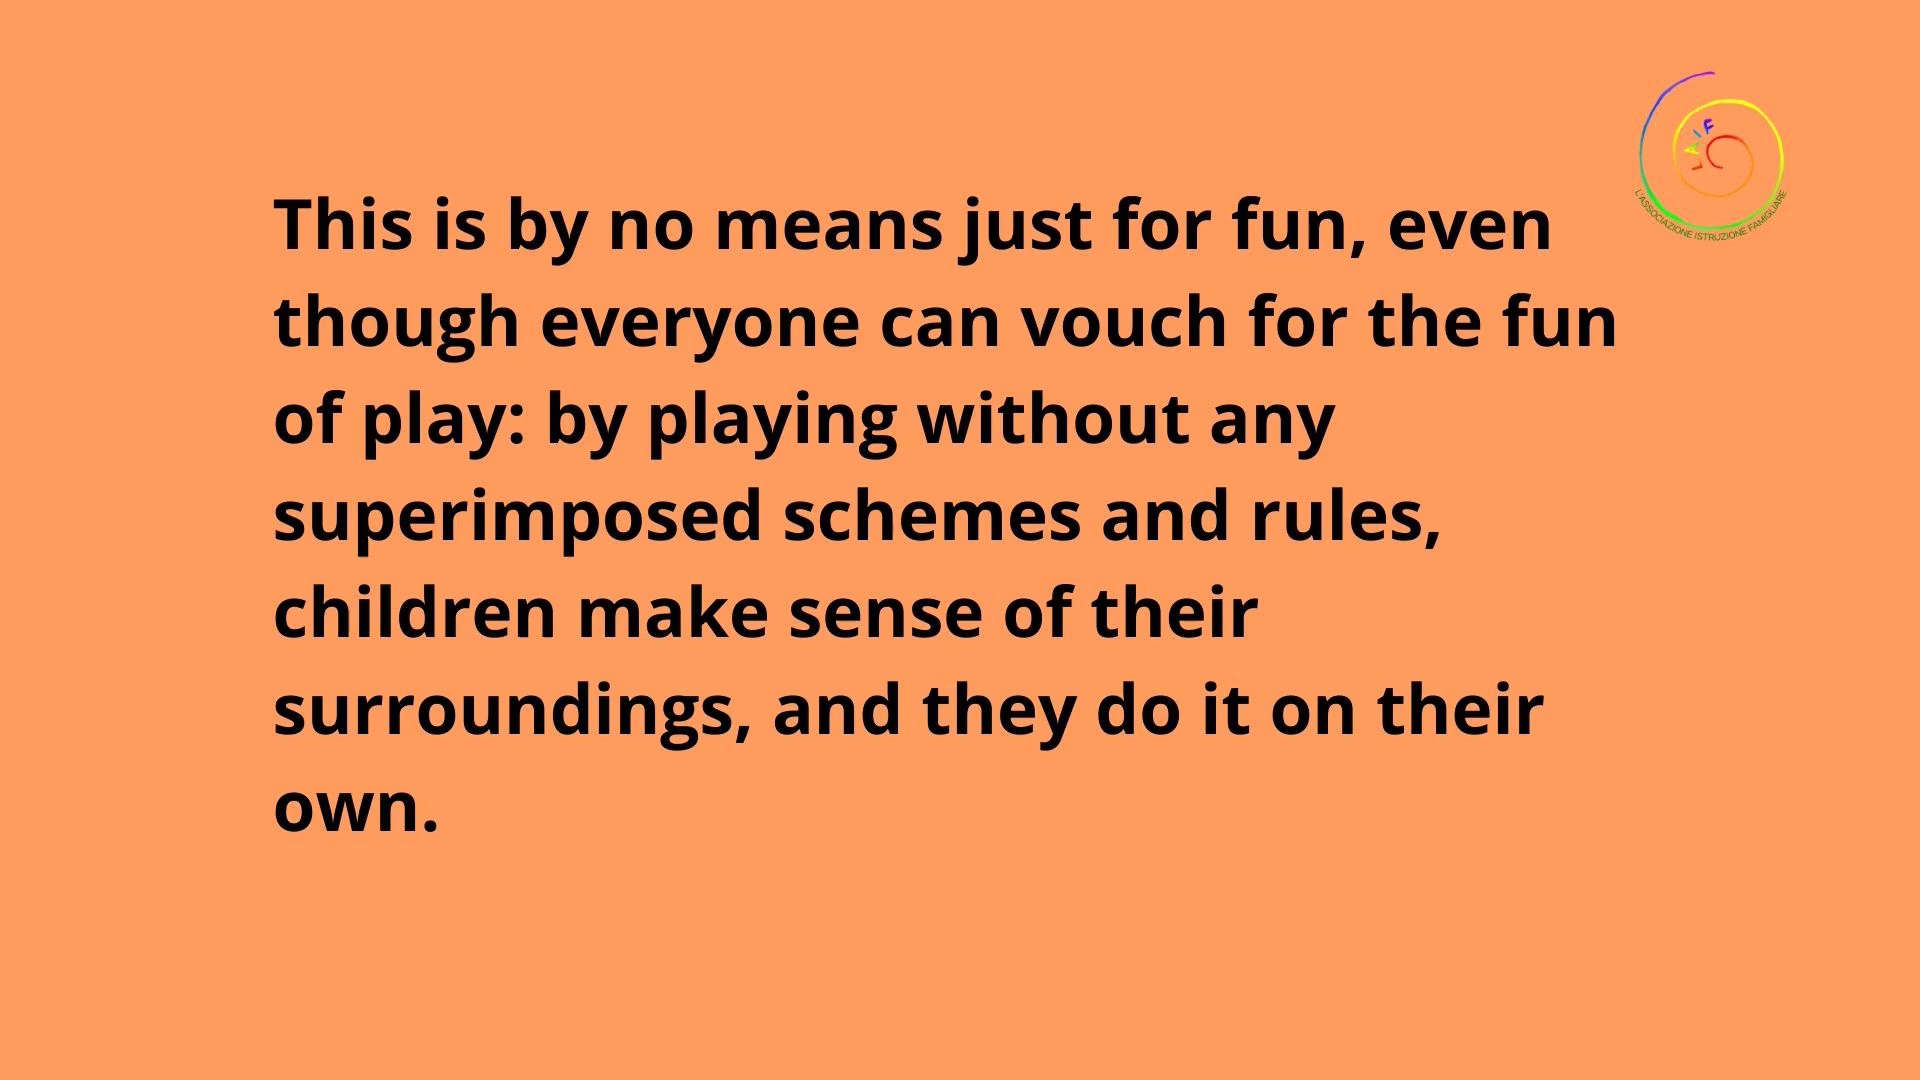 LAIF
L'ASSOCIAZIONE ISTRUZIONE FAMIGLIARE
This is by no means just for fun, even
though everyone can vouch for the fun
of play: by playing without any
superimposed schemes and rules,
children make sense of their
surroundings, and they do it on their
own.